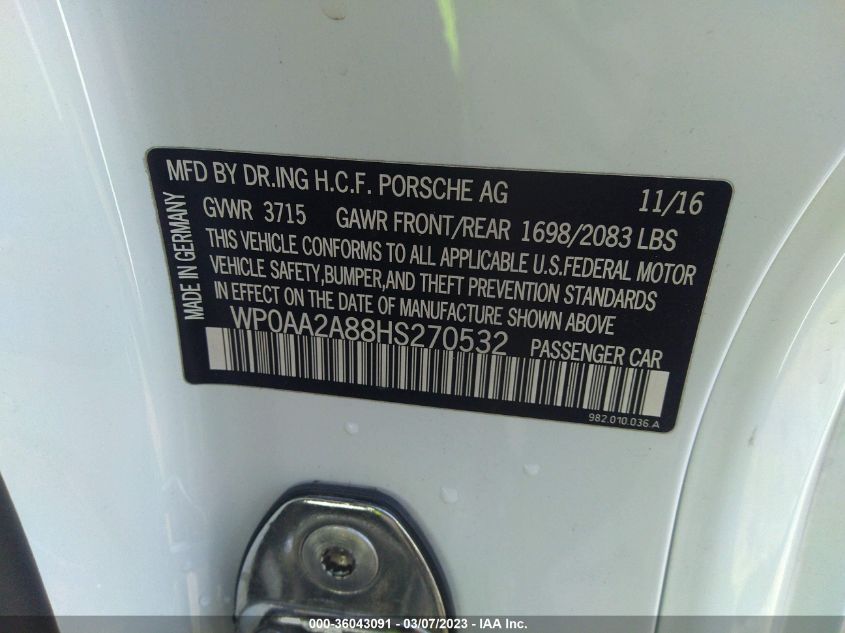 MFD BY DR.ING H.C.F. PORSCHE AG 11/16
MADE IN GERMANY
GVWR 3715 GAWR FRONT/REAR 1698/2083 LBS
THIS VEHICLE CONFORMS TO ALL APPLICABLE U.S.FEDERAL MOTOR
VEHICLE SAFETY,BUMPER,AND THEFT PREVENTION STANDARDS
IN EFFECT ON THE DATE OF MANUFACTURE SHOWN ABOVE
WP0AA2A88HS270532 PASSENGER CAR
982.010.036.A
000-36043091 - 03/07/2023 - IAA Inc.